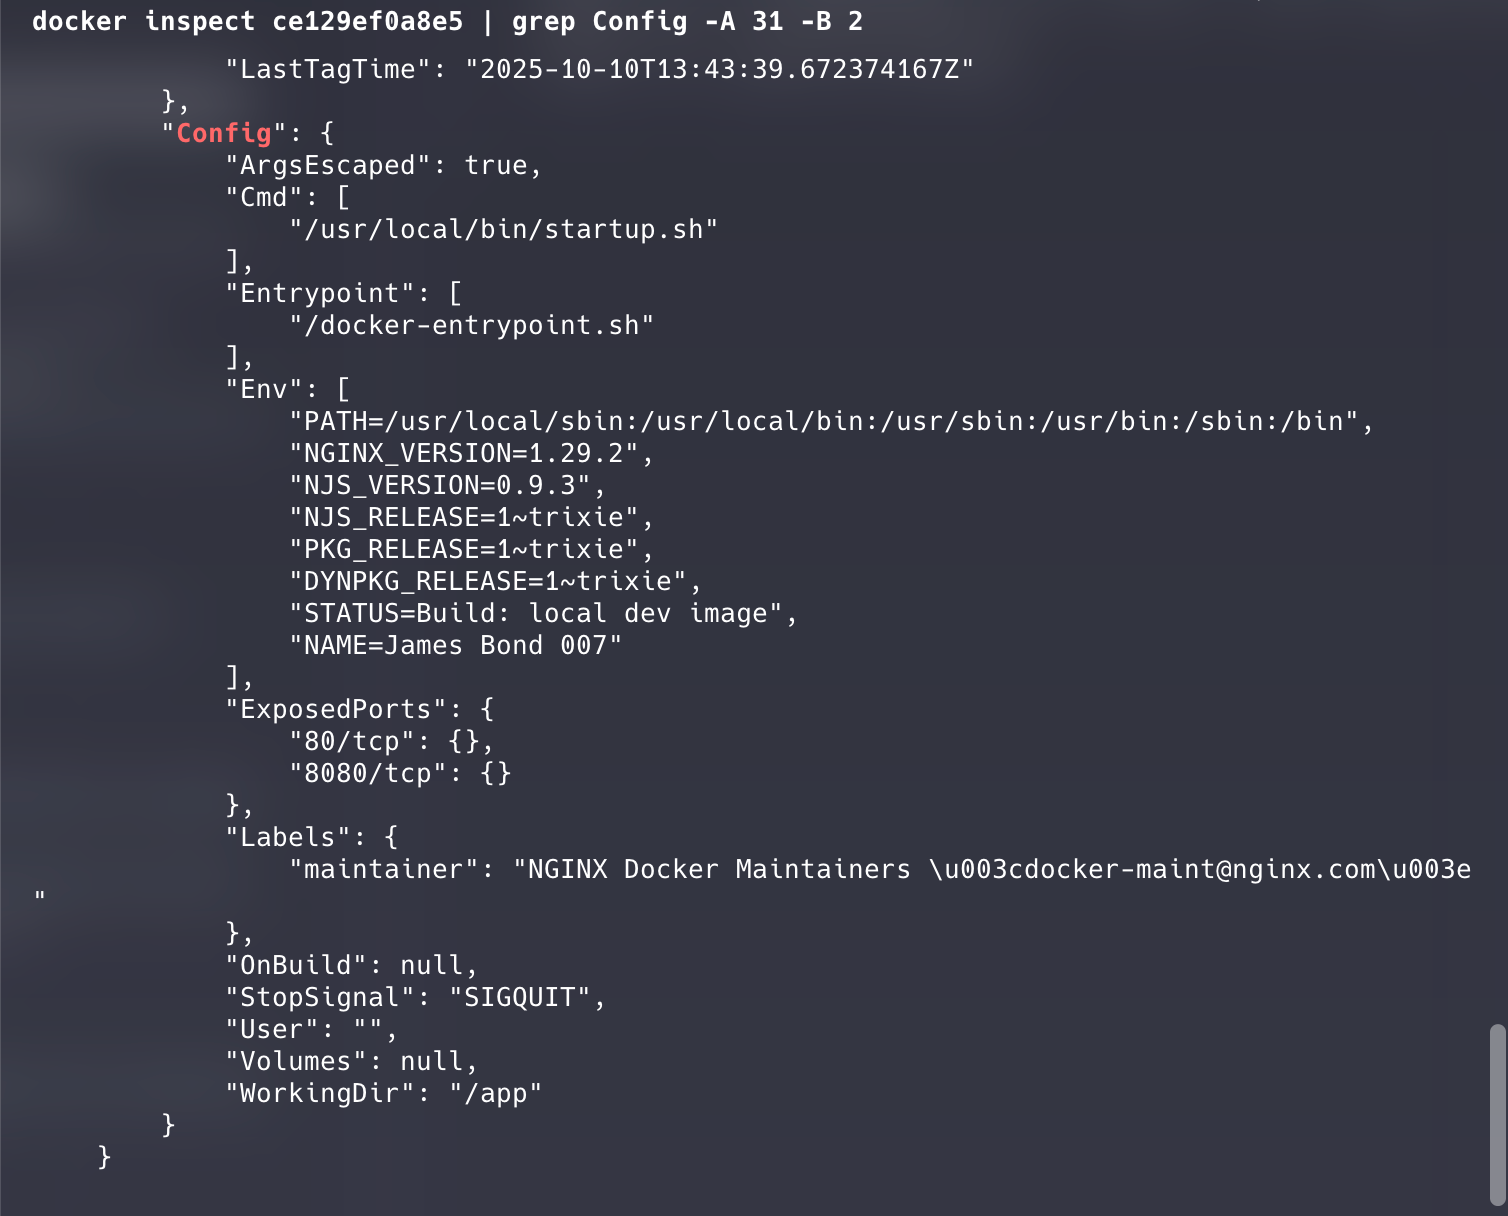 docker inspect ce129ef0a8e5 | grep Config -A 31 -B 2
            "LastTagTime": "2025-10-10T13:43:39.672374167Z"
        },
        "Config": {
            "ArgsEscaped": true,
            "Cmd": [
                "/usr/local/bin/startup.sh"
            ],
            "Entrypoint": [
                "/docker-entrypoint.sh"
            ],
            "Env": [
                "PATH=/usr/local/sbin:/usr/local/bin:/usr/sbin:/usr/bin:/sbin:/bin",
                "NGINX_VERSION=1.29.2",
                "NJS_VERSION=0.9.3",
                "NJS_RELEASE=1~trixie",
                "PKG_RELEASE=1~trixie",
                "DYNPKG_RELEASE=1~trixie",
                "STATUS=Build: local dev image",
                "NAME=James Bond 007"
            ],
            "ExposedPorts": {
                "80/tcp": {},
                "8080/tcp": {}
            },
            "Labels": {
                "maintainer": "NGINX Docker Maintainers \u003cdocker-maint@nginx.com\u003e
"
            },
            "OnBuild": null,
            "StopSignal": "SIGQUIT",
            "User": "",
            "Volumes": null,
            "WorkingDir": "/app"
        }
    }